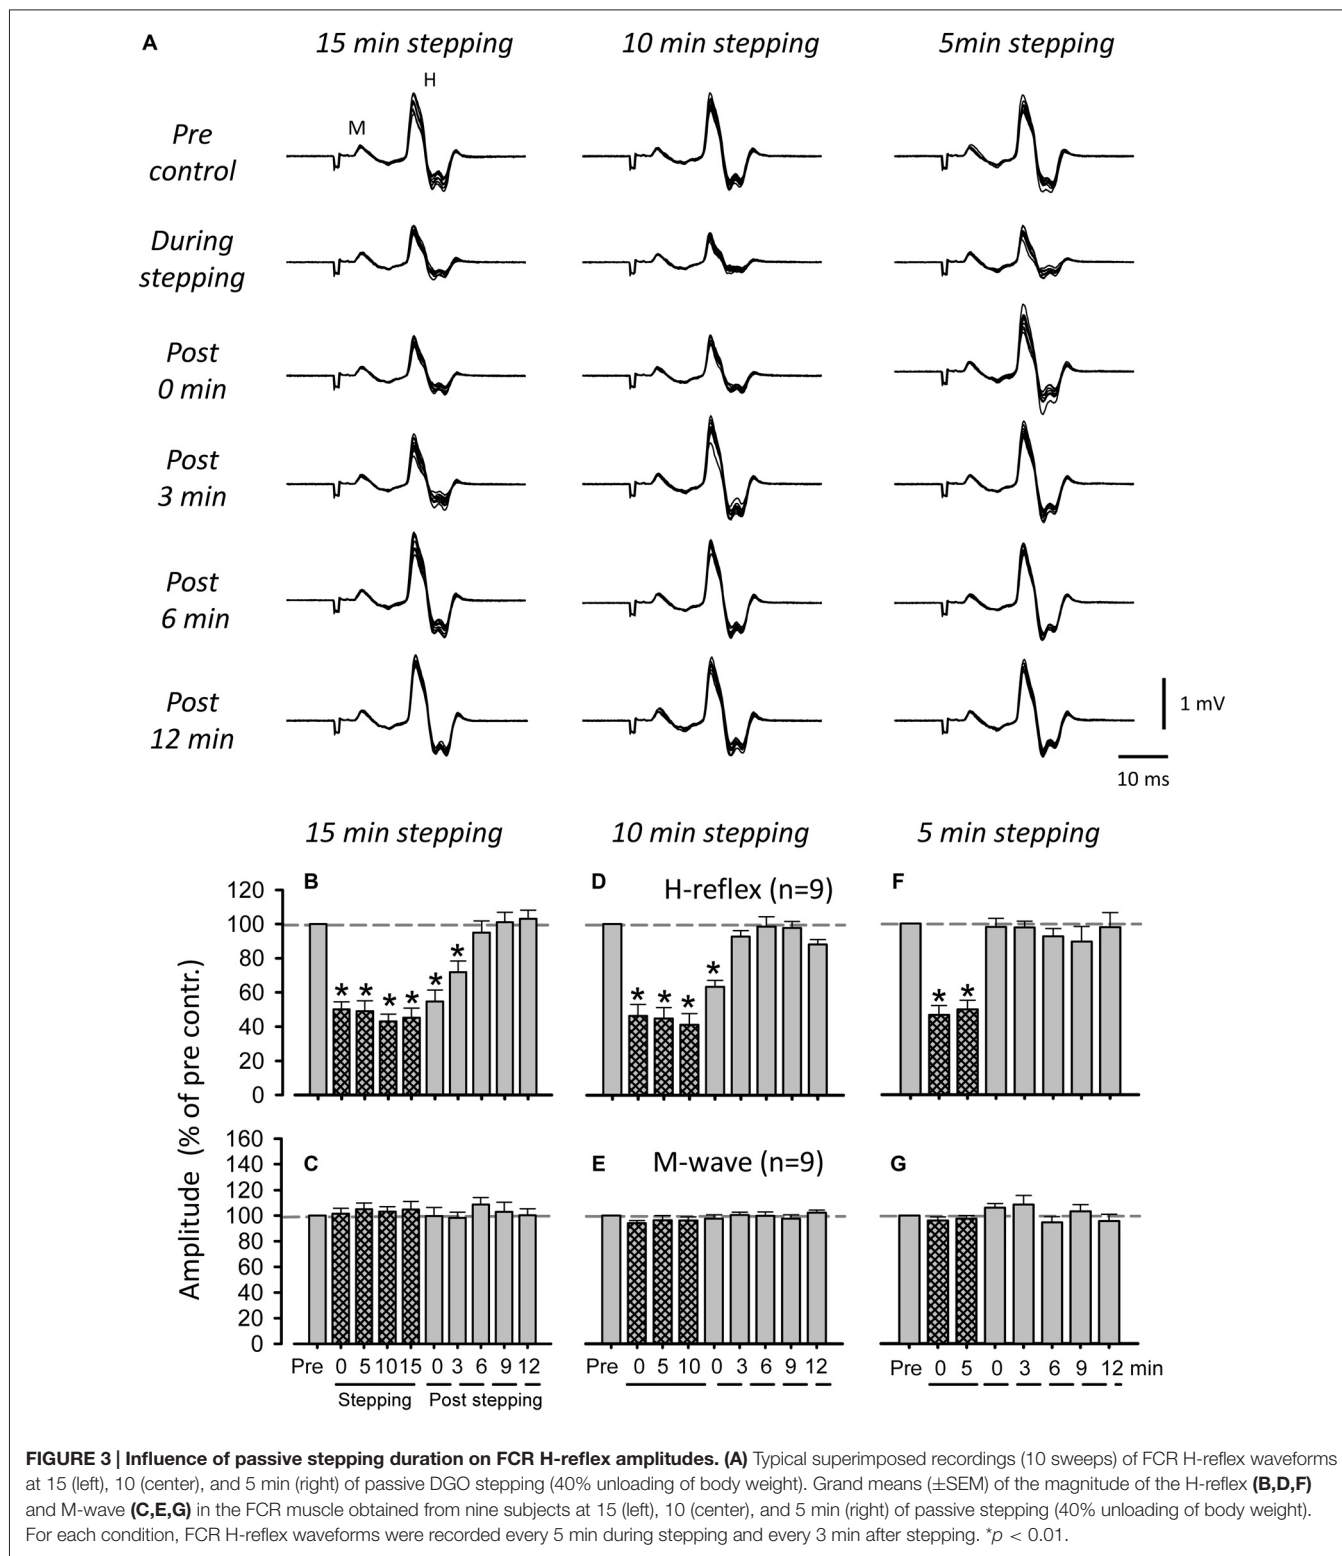 A
15 min stepping
10 min stepping
5min stepping
H
M
Pre
control
During
stepping
Post
0 min
Post
3 min
Post
6 min
Post
12 min
1 mV
10 ms
15 min stepping
10 min stepping
5 min stepping
B
D
H-reflex (n=9)
F
120
100
80
60
40
20
0
* * * * * *
* * * *
* *
Amplitude (% of pre contr.)
C
E
M-wave (n=9)
G
160
140
120
100
80
60
40
20
0
Pre 0 5 10 15 0 3 6 9 12
Pre 0 5 10 0 3 6 9 12
Pre 0 5 0 3 6 9 12 min
Stepping
Post stepping
FIGURE 3 | Influence of passive stepping duration on FCR H-reflex amplitudes. (A) Typical superimposed recordings (10 sweeps) of FCR H-reflex waveforms
at 15 (left), 10 (center), and 5 min (right) of passive DGO stepping (40% unloading of body weight). Grand means (±SEM) of the magnitude of the H-reflex (B,D,F)
and M-wave (C,E,G) in the FCR muscle obtained from nine subjects at 15 (left), 10 (center), and 5 min (right) of passive stepping (40% unloading of body weight).
For each condition, FCR H-reflex waveforms were recorded every 5 min during stepping and every 3 min after stepping. *p < 0.01.